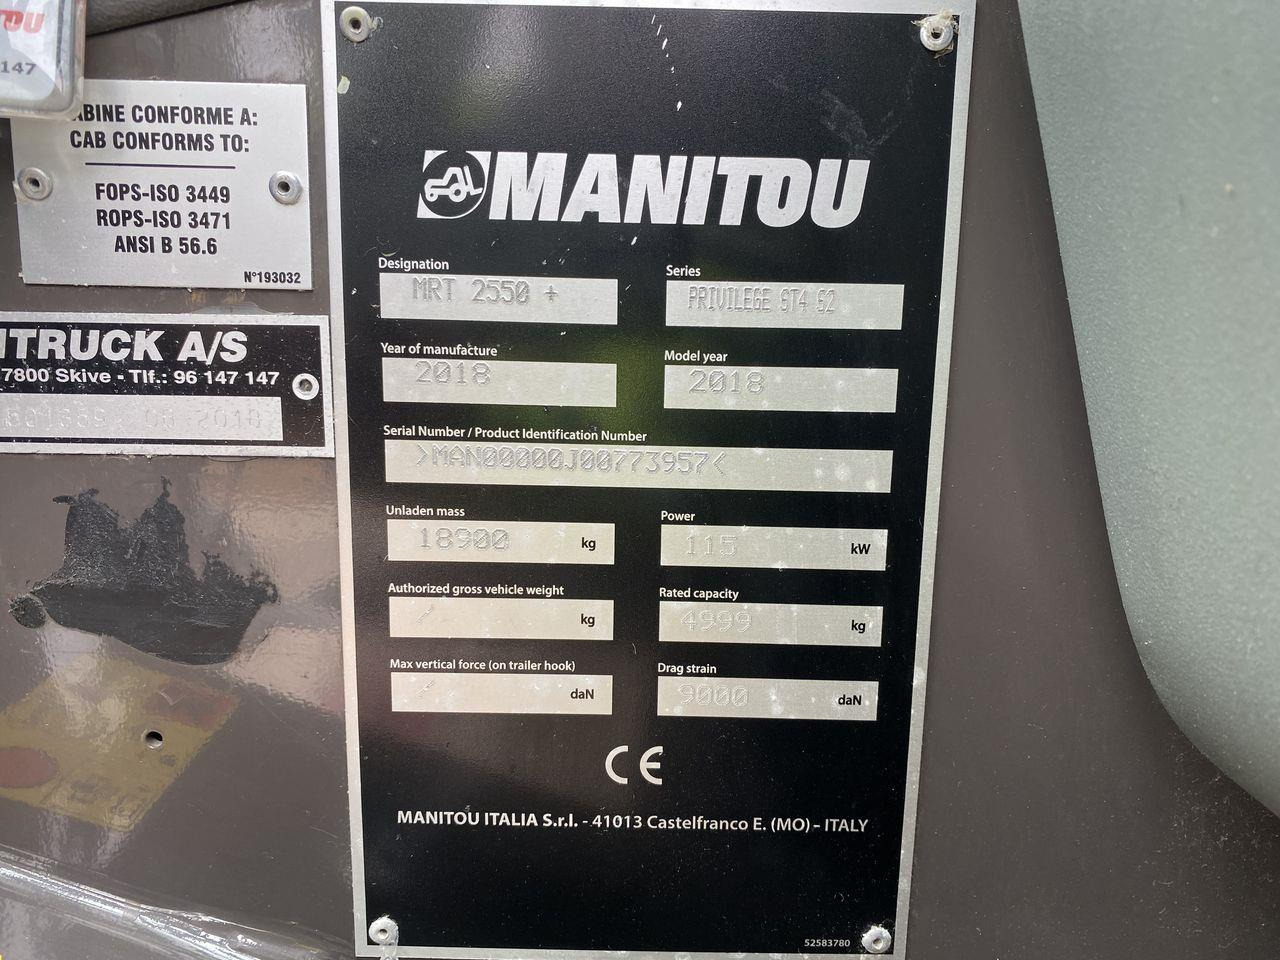 TOU
147
BINE CONFORME A:
CAB CONFORMS TO:
FOPS-ISO 3449
ROPS-ISO 3471
ANSI B 56.6
N°193032
ITRUCK A/S
7800 Skive - Tlf.: 96 147 147
08 2018
MANITOU
Designation
MRT 2550 +
Series
PRIVILEGE ST4 S2
Year of manufacture
2018
Model year
2018
Serial Number / Product Identification Number
>MAN00000J00773957<
Unladen mass
18900 kg
Power
115 kW
Authorized gross vehicle weight
/ kg
Rated capacity
4999 kg
Max vertical force (on trailer hook)
/ daN
Drag strain
9000 daN
CE
MANITOU ITALIA S.r.l. - 41013 Castelfranco E. (MO) - ITALY
52583780